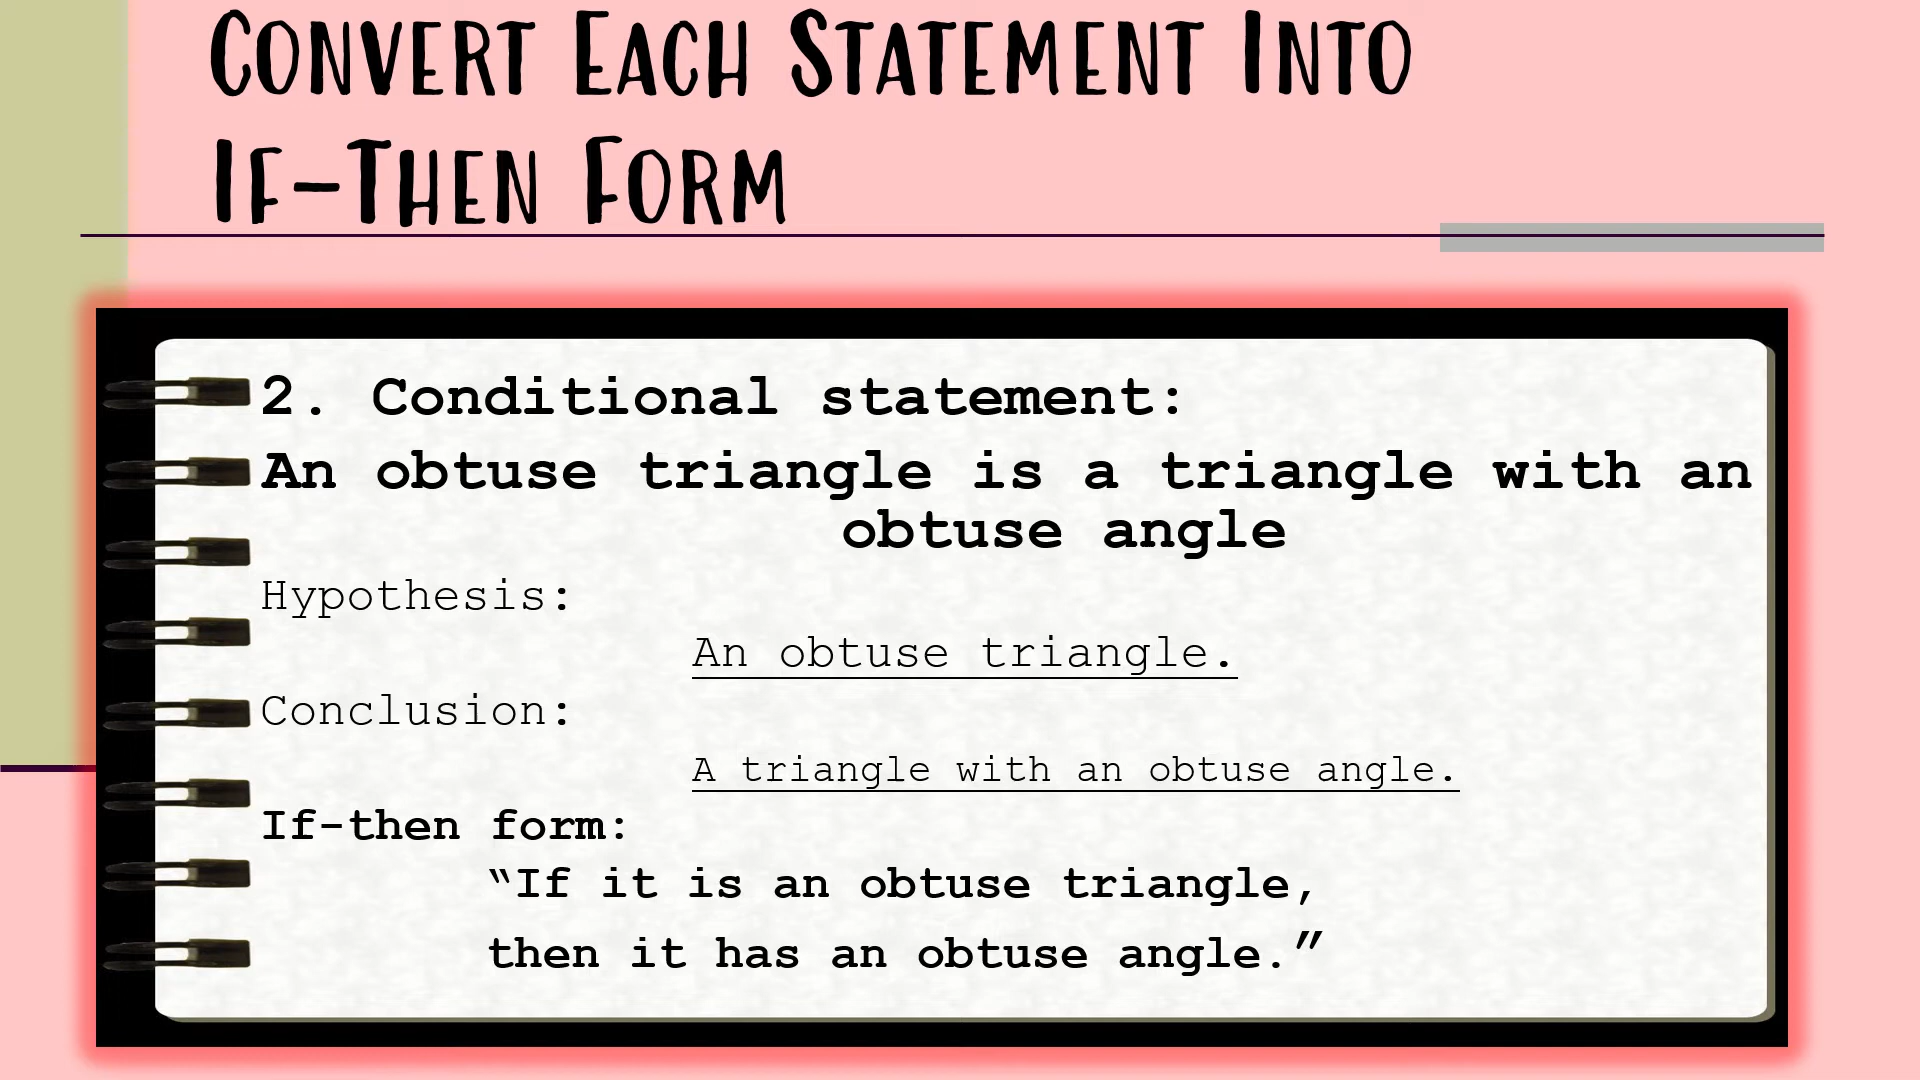 Convert Each Statement Into
If-Then Form
2. Conditional statement:
An obtuse triangle is a triangle with an
obtuse angle
Hypothesis:
An obtuse triangle.
Conclusion:
A triangle with an obtuse angle.
If-then form:
“If it is an obtuse triangle,
then it has an obtuse angle.”